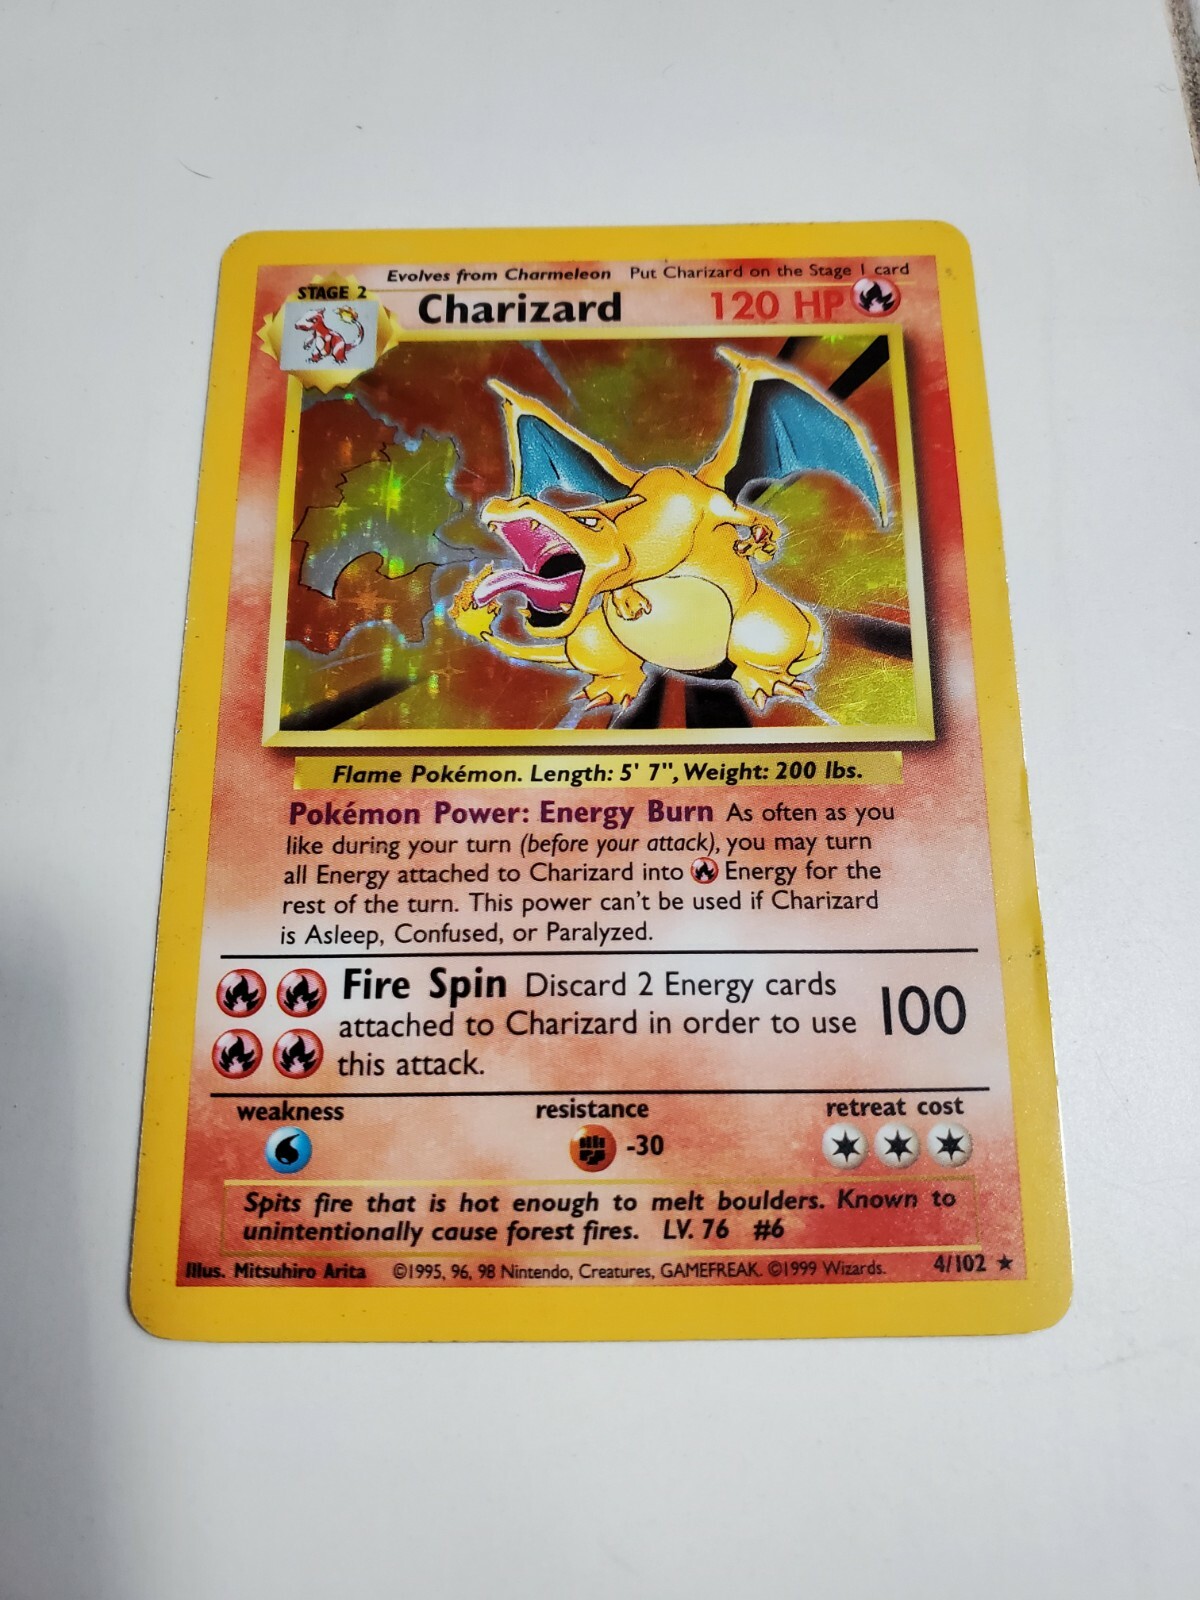 Evolves from Charmeleon Put Charizard on the Stage 1 card
STAGE 2
Charizard 120 HP
Flame Pokémon. Length: 5' 7", Weight: 200 lbs.
Pokémon Power: Energy Burn As often as you
like during your turn (before your attack), you may turn
all Energy attached to Charizard into Energy for the
rest of the turn. This power can't be used if Charizard
is Asleep, Confused, or Paralyzed.
Fire Spin Discard 2 Energy cards
attached to Charizard in order to use 100
this attack.
weakness resistance retreat cost
-30
Spits fire that is hot enough to melt boulders. Known to
unintentionally cause forest fires. LV. 76 #6
Illus. Mitsuhiro Arita ©1995, 96, 98 Nintendo, Creatures, GAMEFREAK. ©1999 Wizards. 4/102 ★